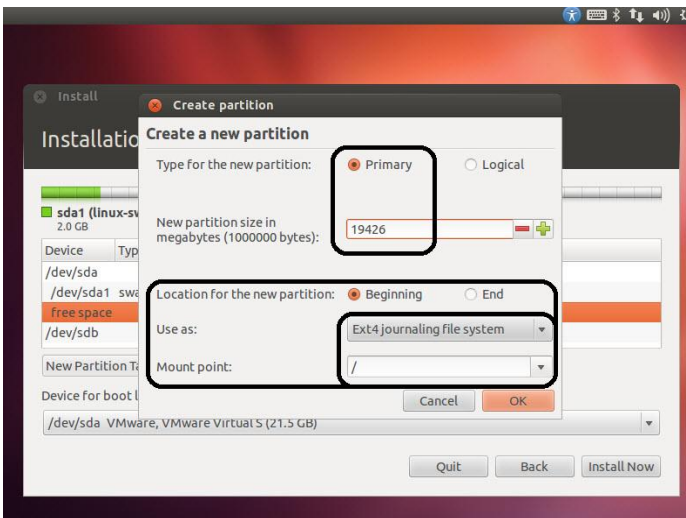 Install
Create partition
Installatio
Create a new partition
Type for the new partition:
Primary
Logical
sda1 (linux-sw
2.0 GB
New partition size in
megabytes (1000000 bytes):
19426
Device Typ
/dev/sda
/dev/sda1 swa
free space
/dev/sdb
Location for the new partition:
Beginning
End
Use as:
Ext4 journaling file system
Mount point:
/
New Partition Ta
Cancel
OK
Device for boot l
/dev/sda VMware, VMware Virtual S (21.5 GB)
Quit
Back
Install Now